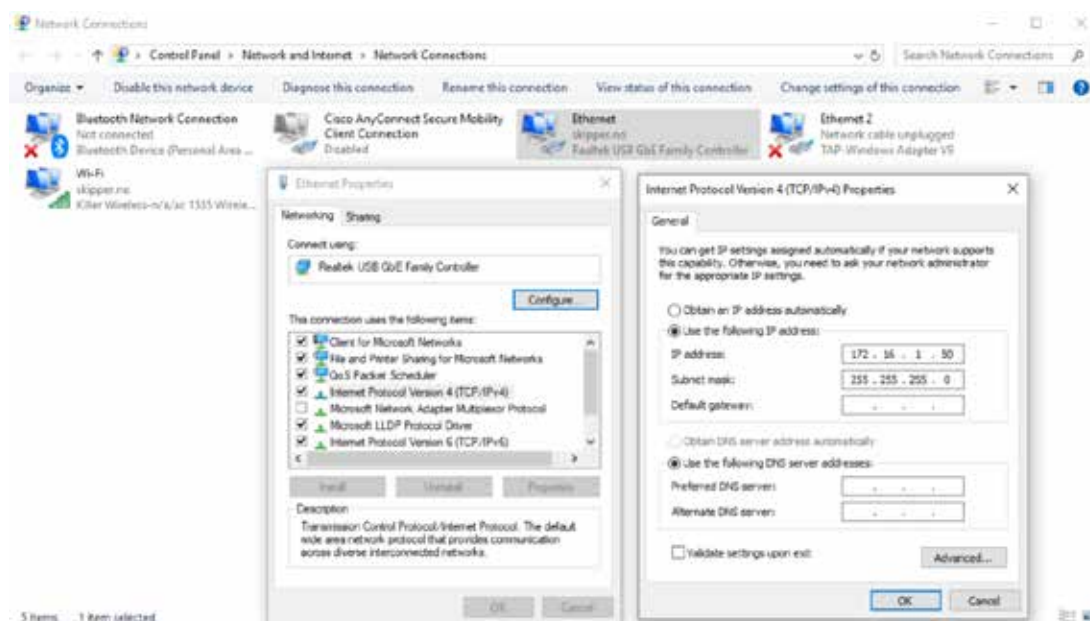 Network Connections
Control Panel > Network and Internet > Network Connections
Search Network Connections
Organize
Disable this network device
Diagnose this connection
Rename this connection
View status of this connection
Change settings of this connection
Bluetooth Network Connection
Not connected
Bluetooth Device (Personal Area ...
Cisco AnyConnect Secure Mobility
Client Connection
Disabled
Ethernet
Realtek USB GbE Family Controller
Ethernet 2
Network cable unplugged
TAP-Windows Adapter V9
Wi-Fi
Killer Wireless-n/a/ac 1535 Wirele...
Ethernet Properties
Networking
Sharing
Connect using:
Realtek USB GbE Family Controller
Configure...
This connection uses the following items:
Client for Microsoft Networks
File and Printer Sharing for Microsoft Networks
QoS Packet Scheduler
Internet Protocol Version 4 (TCP/IPv4)
Microsoft Network Adapter Multiplexor Protocol
Microsoft LLDP Protocol Driver
Internet Protocol Version 6 (TCP/IPv6)
Install
Uninstall
Properties
Description
Transmission Control Protocol/Internet Protocol. The default
wide area network protocol that provides communication
across diverse interconnected networks.
OK
Cancel
Internet Protocol Version 4 (TCP/IPv4) Properties
General
You can get IP settings assigned automatically if your network supports
this capability. Otherwise, you need to ask your network administrator
for the appropriate IP settings.
Obtain an IP address automatically
Use the following IP address:
IP address:
172 . 16 . 1 . 50
Subnet mask:
255 . 255 . 255 . 0
Default gateway:
Obtain DNS server address automatically
Use the following DNS server addresses:
Preferred DNS server:
Alternate DNS server:
Validate settings upon exit
Advanced...
OK
Cancel
5 items
1 item selected